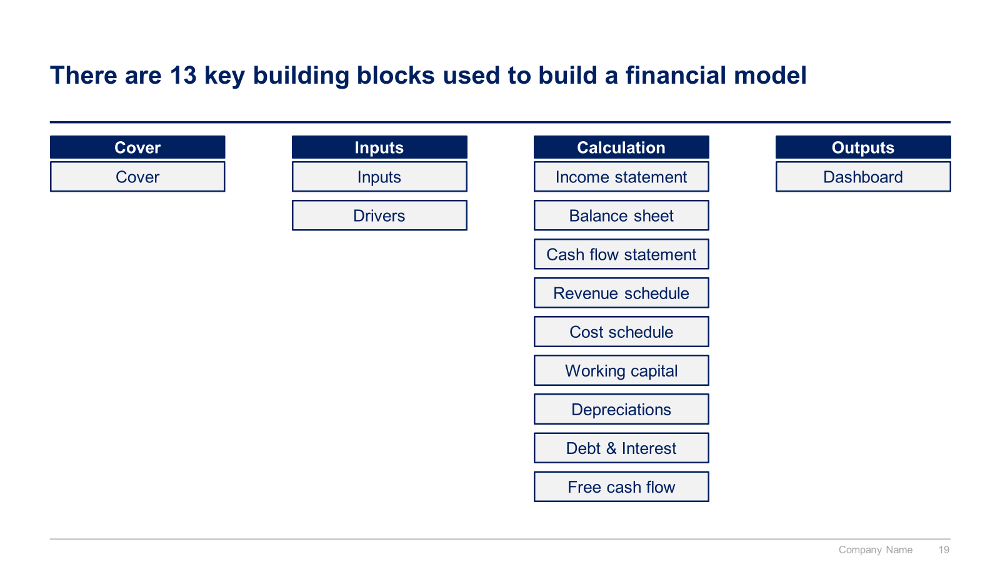 There are 13 key building blocks used to build a financial model
Cover
Cover
Inputs
Inputs
Drivers
Calculation
Income statement
Balance sheet
Cash flow statement
Revenue schedule
Cost schedule
Working capital
Depreciations
Debt & Interest
Free cash flow
Outputs
Dashboard
Company Name 19